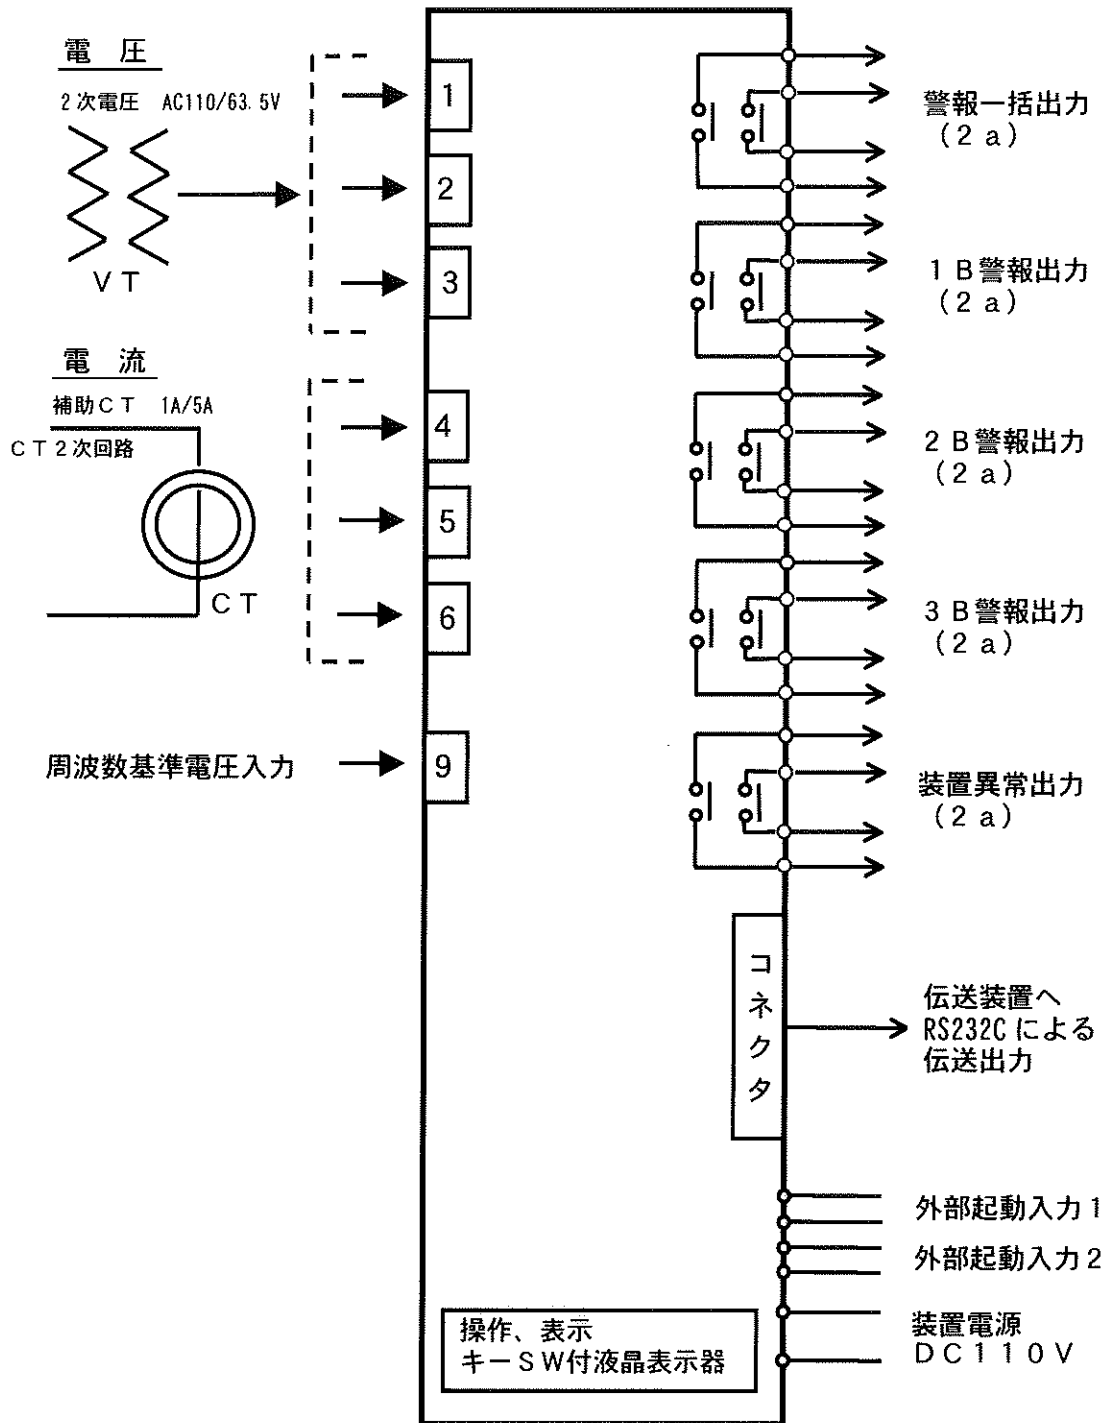 電 圧
2次電圧 AC110/63.5V
VT
電 流
補助CT 1A/5A
CT2次回路
CT
周波数基準電圧入力
1
2
3
4
5
6
9
警報一括出力
(2a)
1B警報出力
(2a)
2B警報出力
(2a)
3B警報出力
(2a)
装置異常出力
(2a)
コネクタ
伝送装置へ
RS232Cによる
伝送出力
外部起動入力1
外部起動入力2
装置電源
DC110V
操作、表示
キーSW付液晶表示器